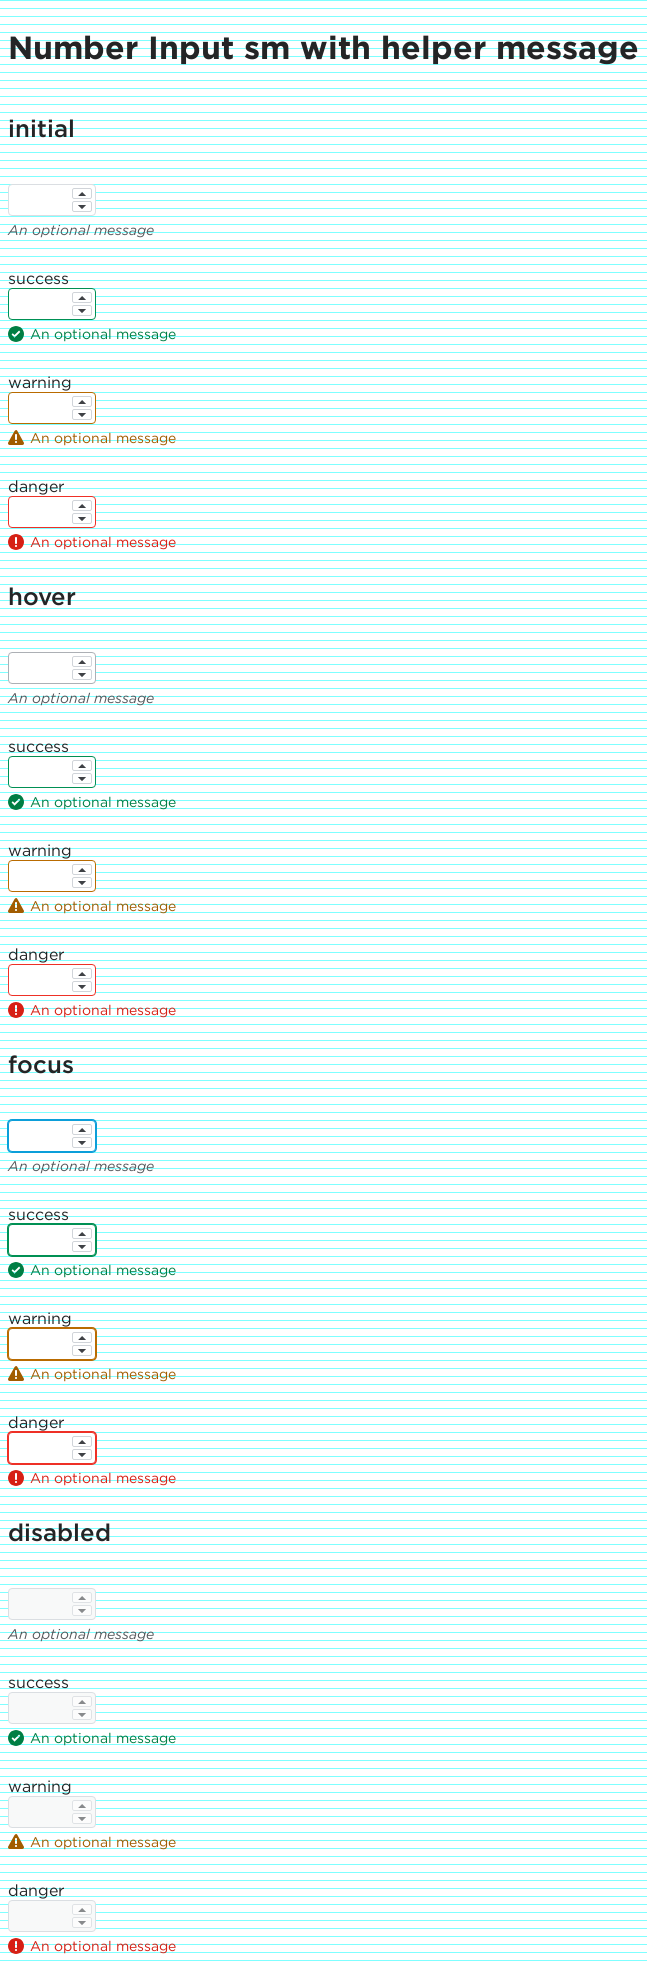 Number Input sm with helper message
initial
An optional message
success
An optional message
warning
An optional message
danger
An optional message
hover
An optional message
success
An optional message
warning
An optional message
danger
An optional message
focus
An optional message
success
An optional message
warning
An optional message
danger
An optional message
disabled
An optional message
success
An optional message
warning
An optional message
danger
An optional message